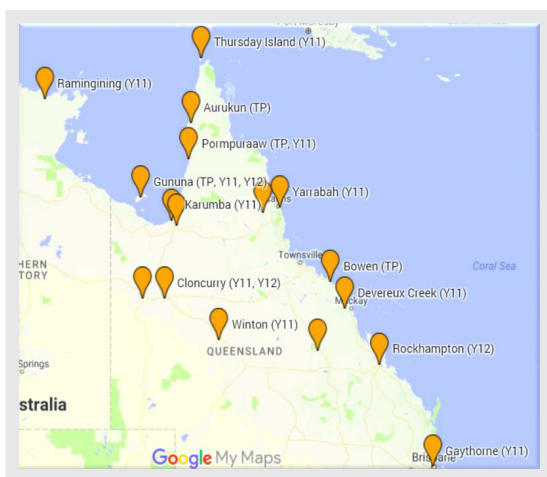 Thursday Island (Y11)
Ramingining (Y11)
Aurukun (TP)
Pormpuraaw (TP, Y11)
Gununa (TP, Y11, Y12)
Yarrabah (Y11)
Karumba (Y11)
Townsville
Bowen (TP)
Coral Sea
Cloncurry (Y11, Y12)
Devereux Creek (Y11)
Mackay
Winton (Y11)
QUEENSLAND
Rockhampton (Y12)
Springs
stralia
Google My Maps
Gaythorne (Y11)
Brisbane